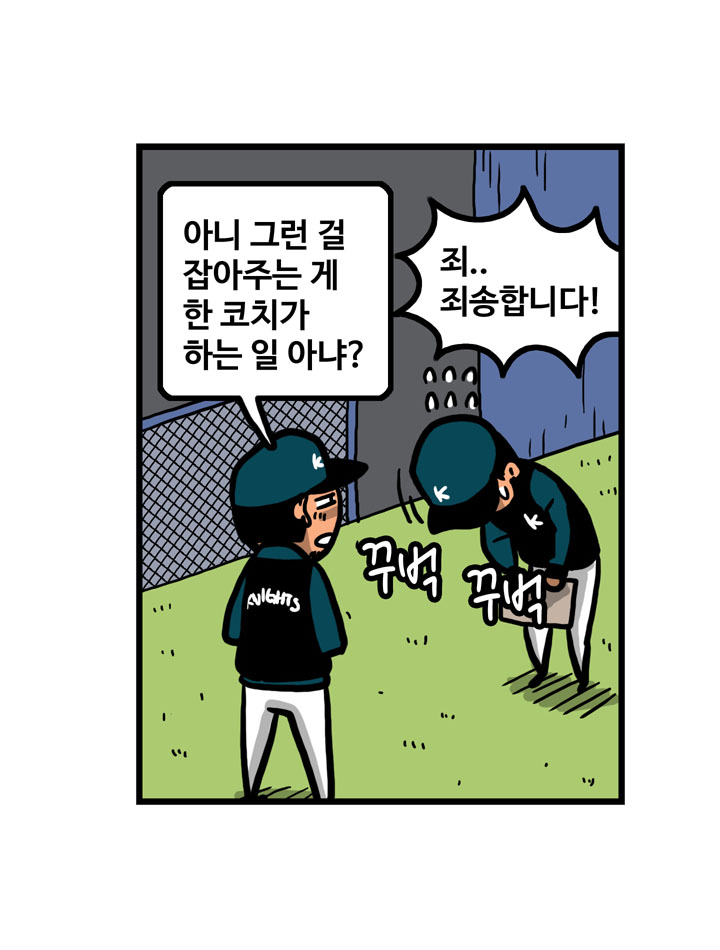 아니 그런 걸
잡아주는 게
한 코치가
하는 일 아냐?
죄..
죄송합니다!
K
K
K
꾸벅
꾸벅
KNIGHTS